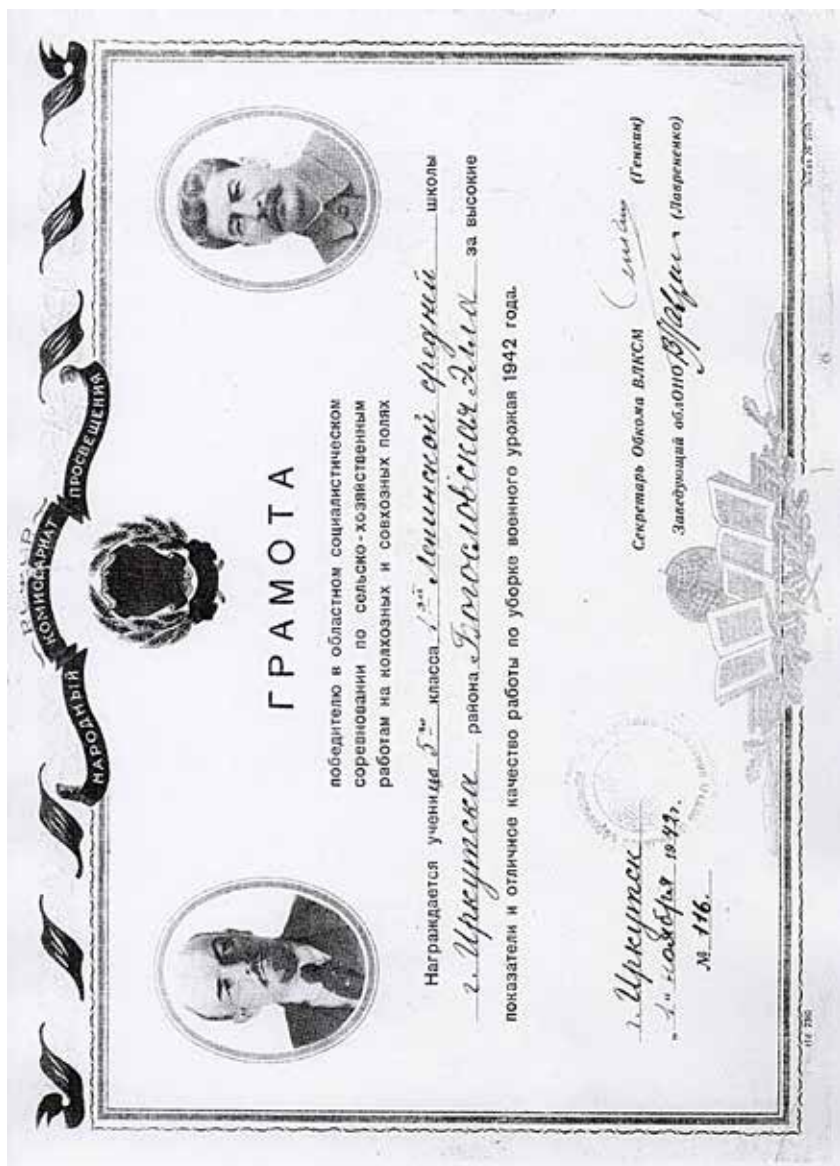 НАРОДНЫЙ КОМИССАРИАТ ПРОСВЕЩЕНИЯ
ГРАМОТА
победителю в областном социалистическом
соревновании по сельско-хозяйственным
работам на колхозных и совхозных полях
Награждается ученица 5го класса 1ой Ленинской средней школы
г. Иркутска района Богословская Элла за высокие
показатели и отличное качество работы по уборке военного урожая 1942 года.
г. Иркутск
"1" ноября 1942г.
№ 116.
Секретарь Обкома ВЛКСМ (Генкин)
Заведующий облОНО (Лаврененко)